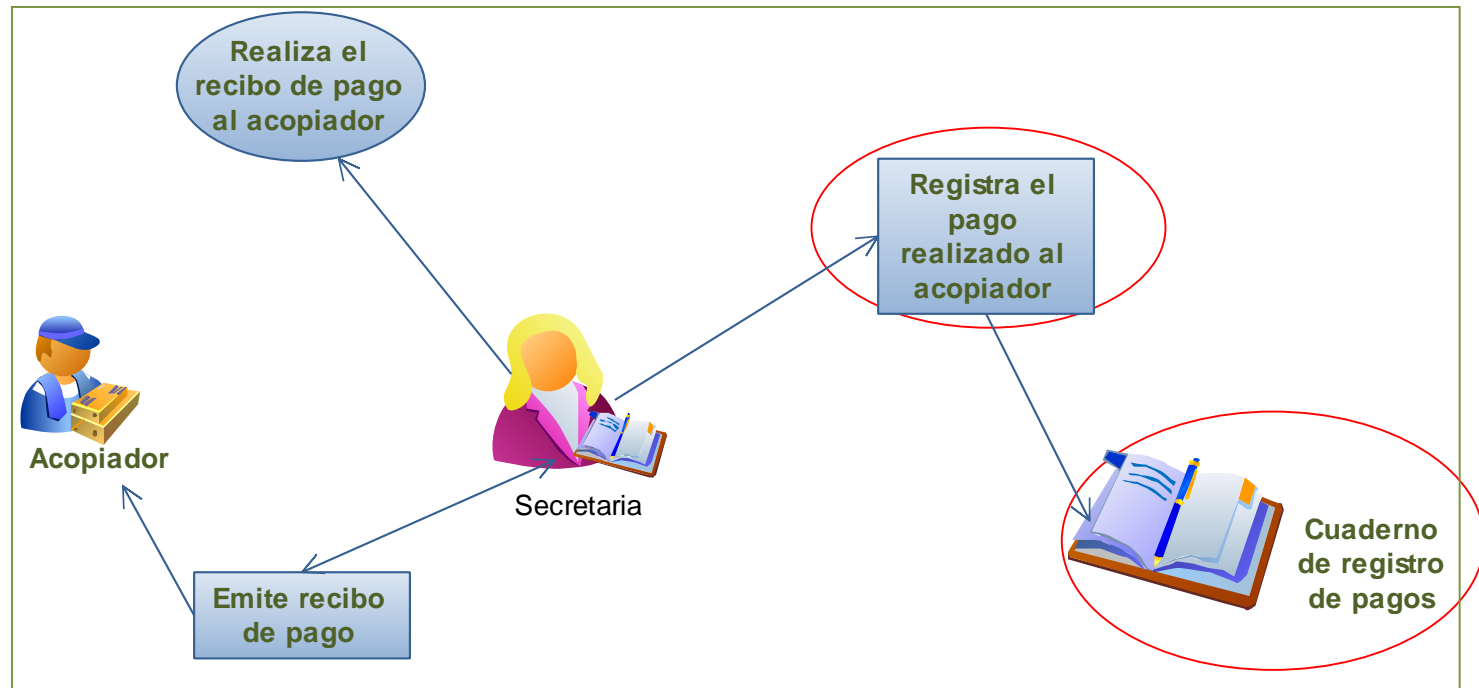 Realiza el
recibo de pago
al acopiador
Registra el
pago
realizado al
acopiador
Acopiador
Secretaria
Cuaderno
de registro
de pagos
Emite recibo
de pago